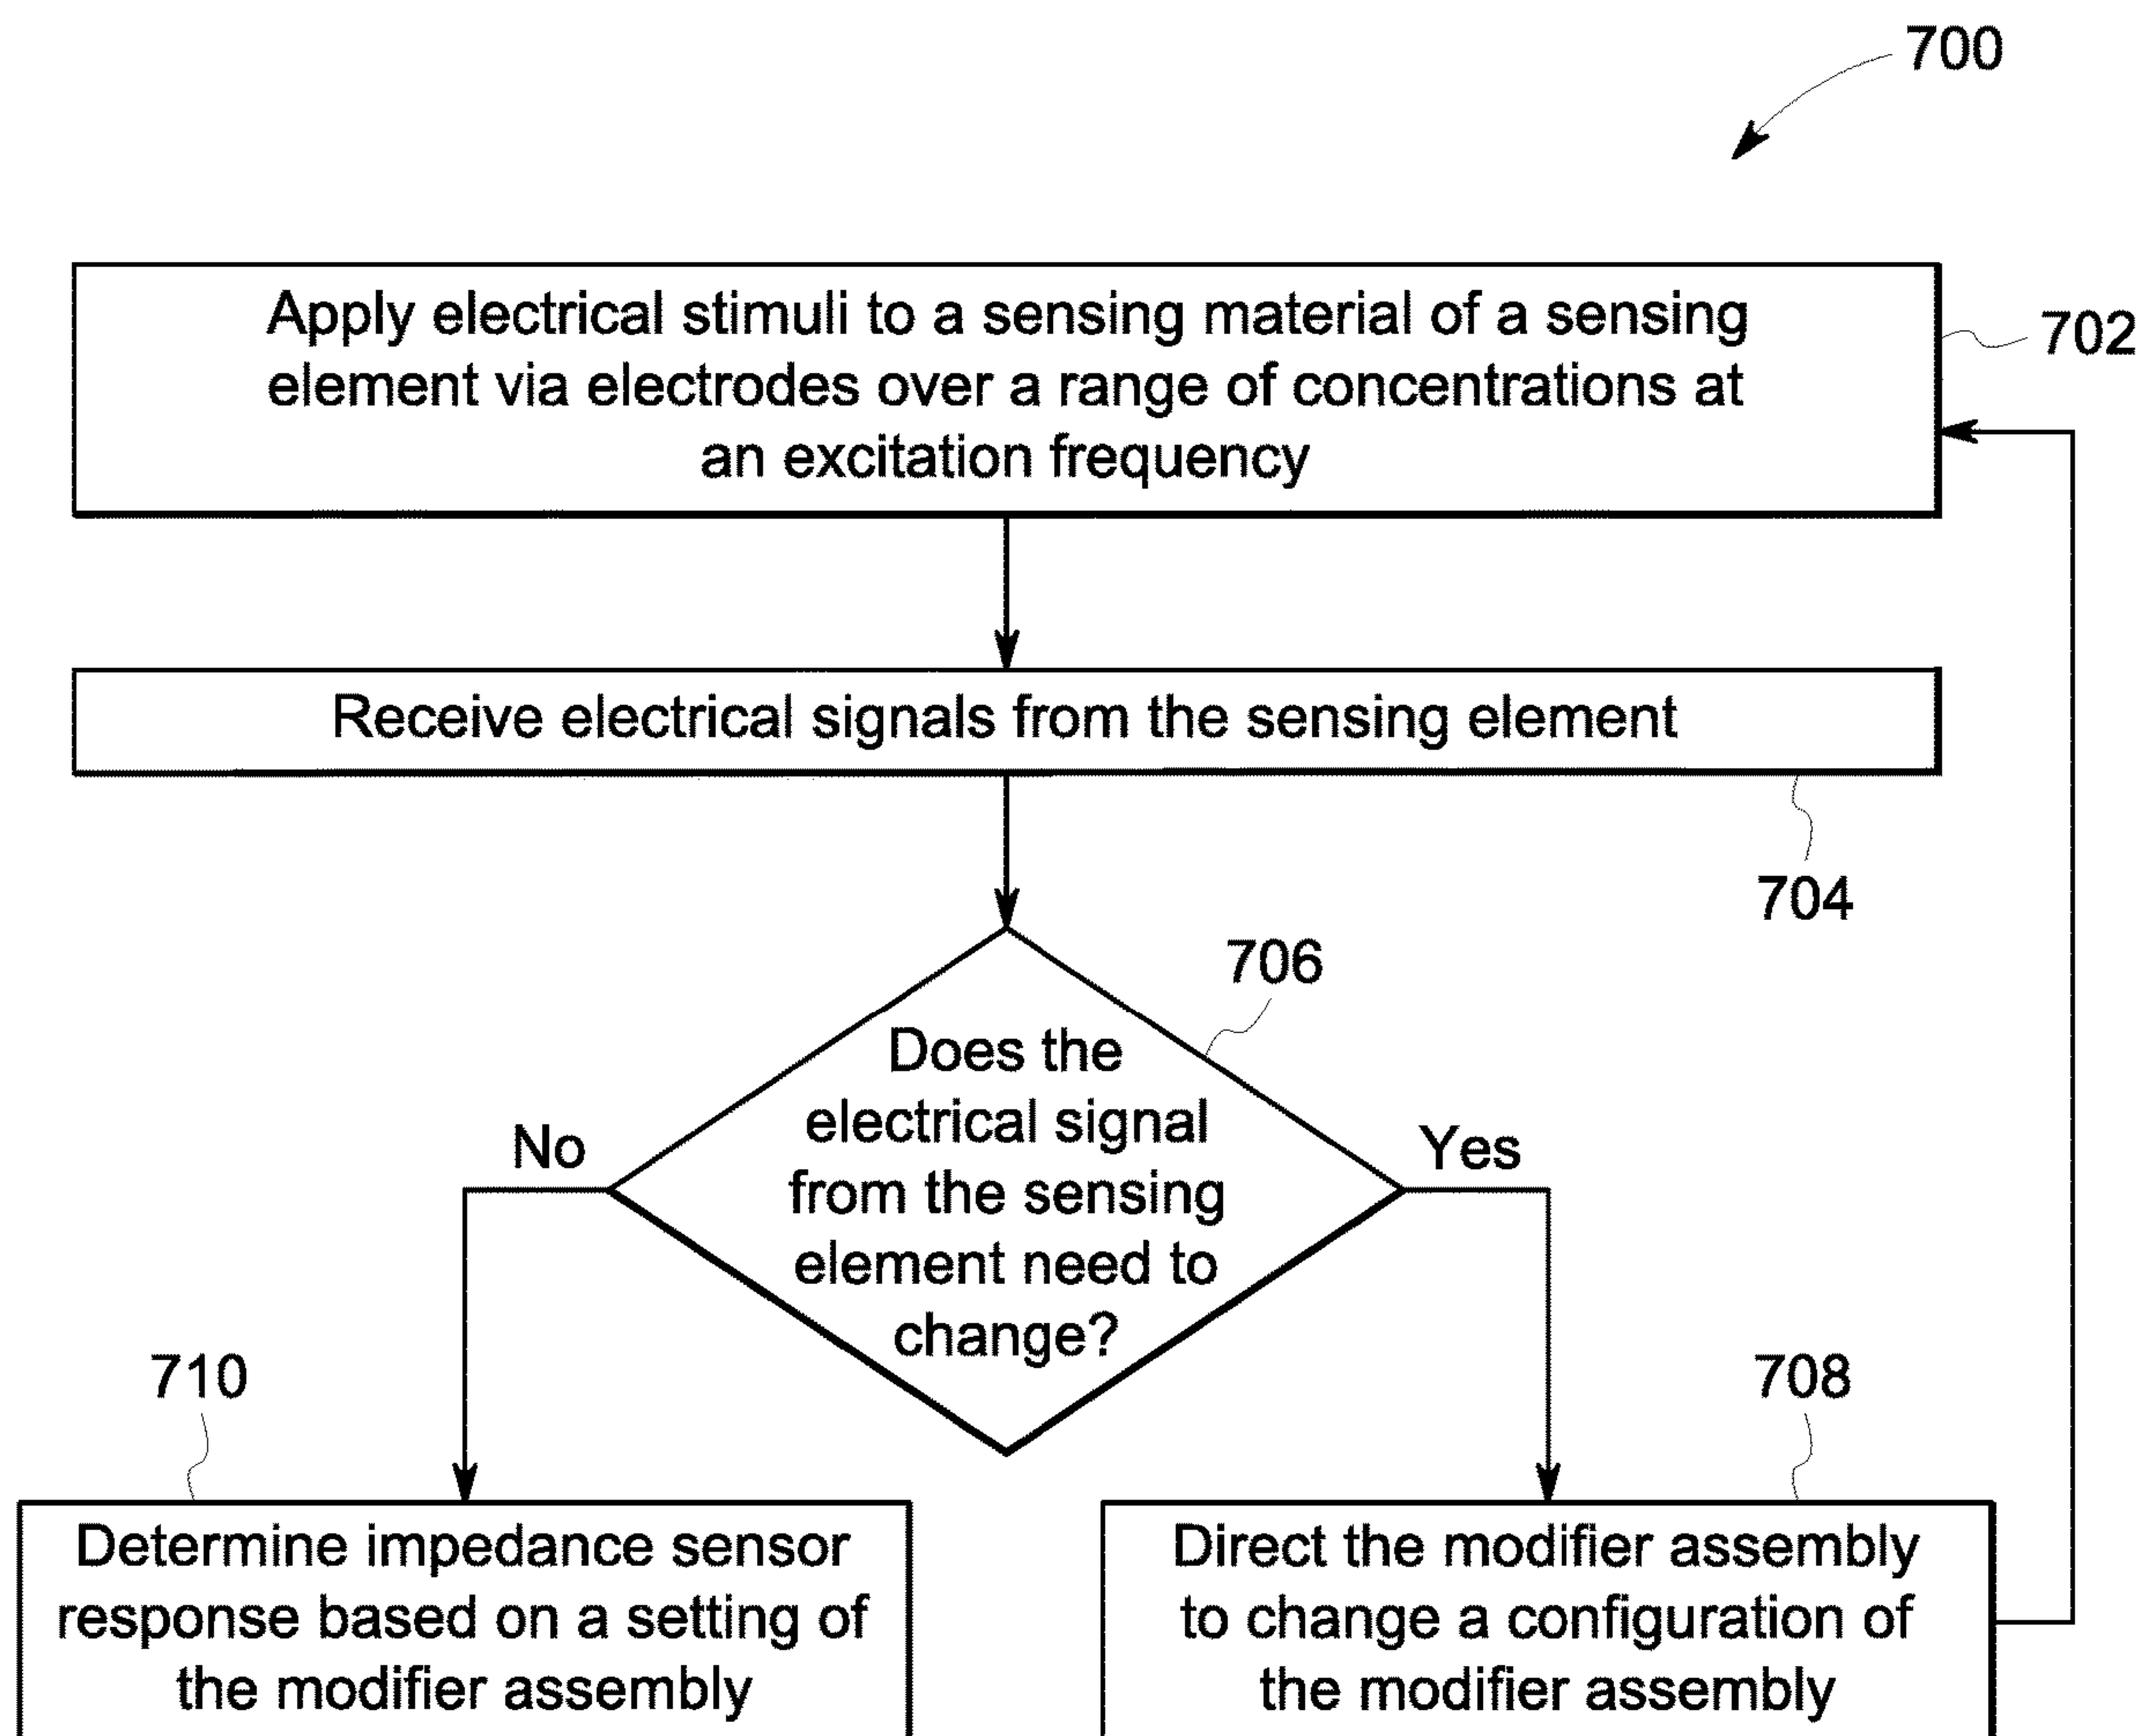 700
Apply electrical stimuli to a sensing material of a sensing
element via electrodes over a range of concentrations at
an excitation frequency
702
Receive electrical signals from the sensing element
704
706
Does the
electrical signal
from the sensing
element need to
change?
No
Yes
710
Determine impedance sensor
response based on a setting of
the modifier assembly
708
Direct the modifier assembly
to change a configuration of
the modifier assembly